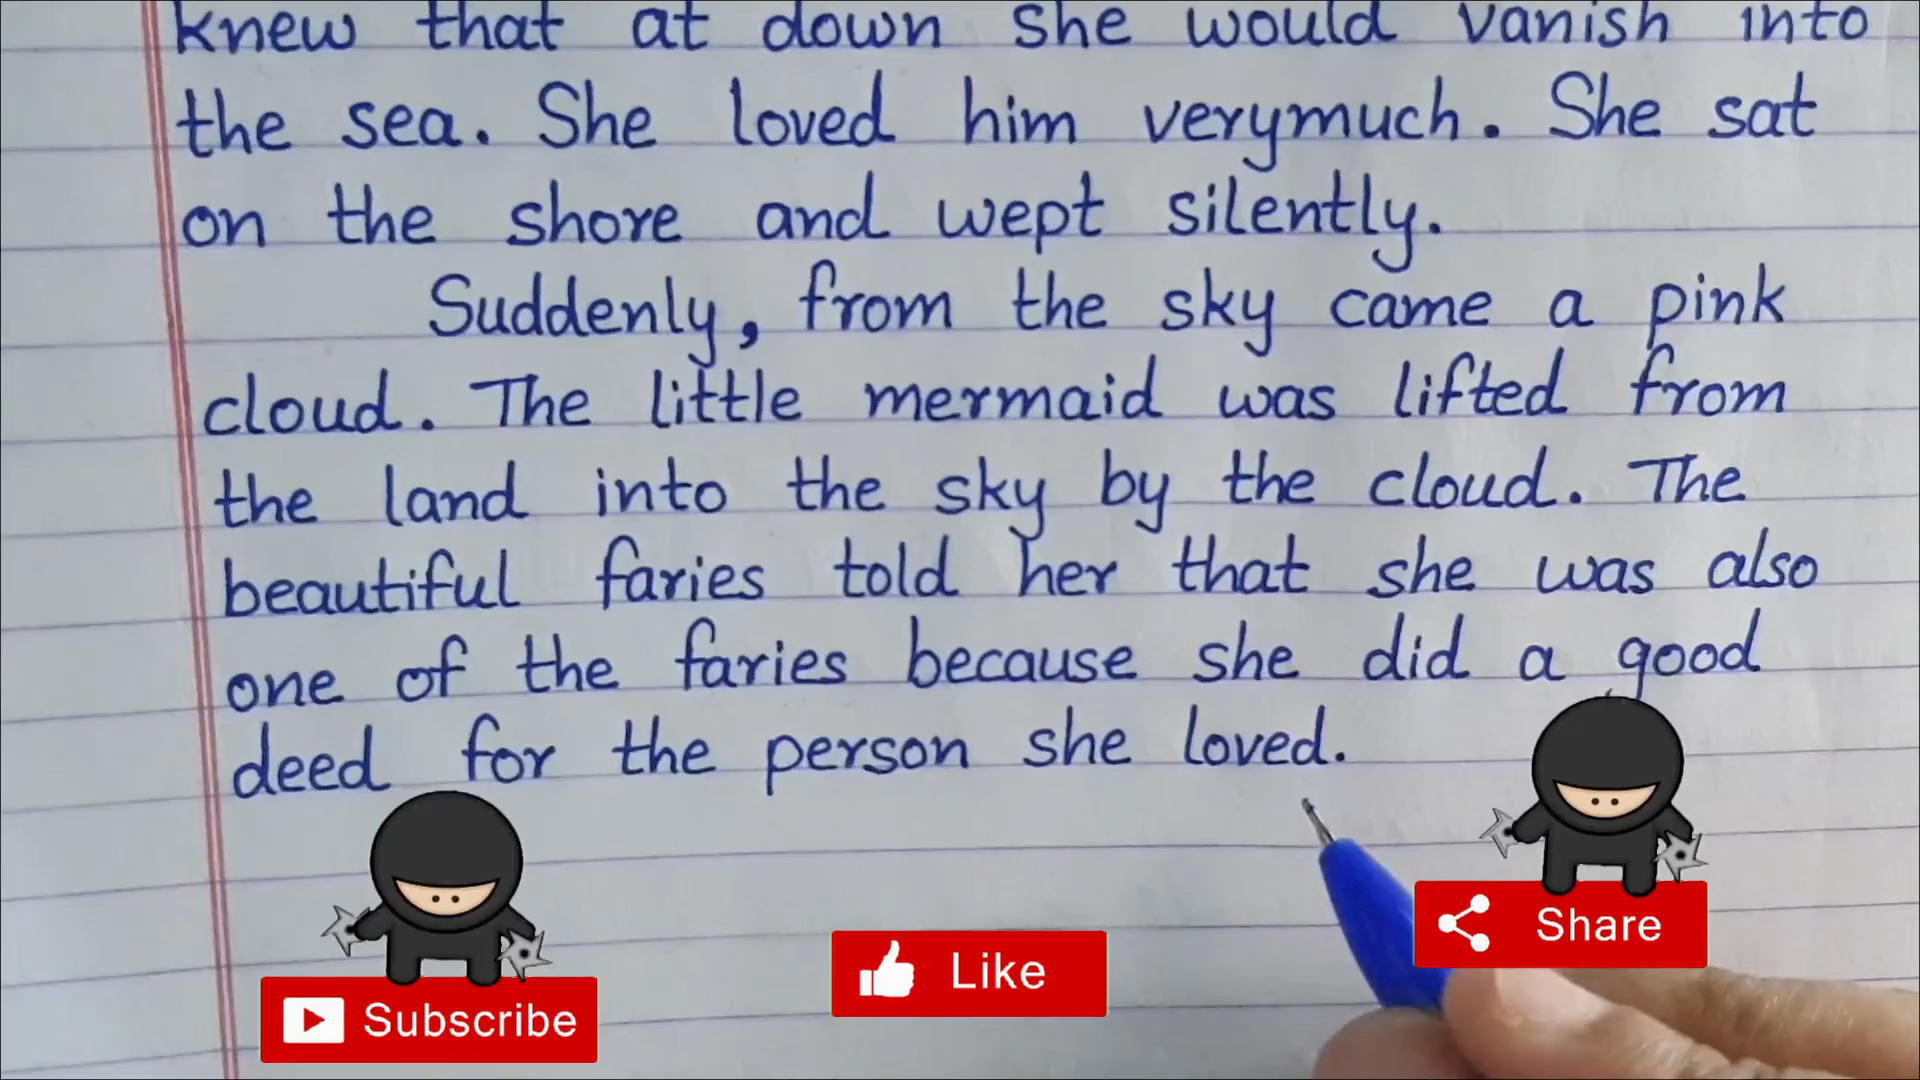 knew that at down she would vanish into
the sea. She loved him verymuch. She sat
on the shore and wept silently.
Suddenly, from the sky came a pink
cloud. The little mermaid was lifted from
the land into the sky by the cloud. The
beautiful faries told her that she was also
one of the faries because she did a good
deed for the person she loved.
Share
Like
Subscribe